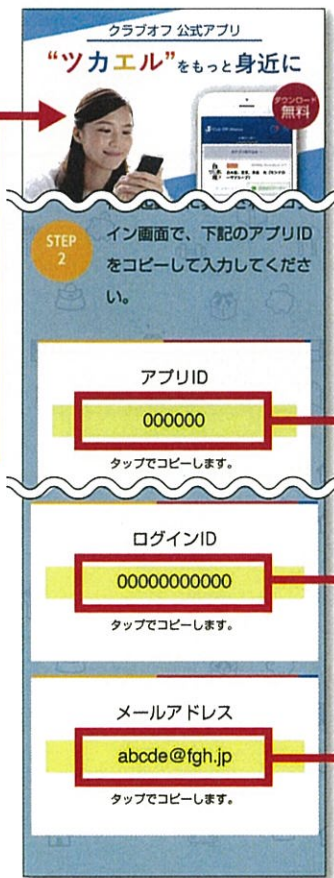 クラブオフ 公式アプリ
“ツカエル”をもっと身近に
ダウンロード
無料
STEP
2
イン画面で、下記のアプリID
をコピーして入力してくださ
い。
アプリID
000000
タップでコピーします。
ログインID
00000000000
タップでコピーします。
メールアドレス
abcde@fgh.jp
タップでコピーします。